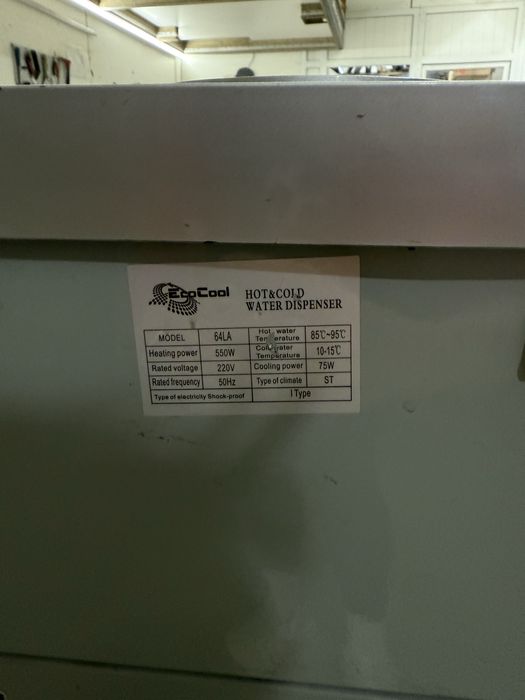 EcoCool
HOT&COLD
WATER DISPENSER
MODEL 64LA Hot water Temperature 85℃~95℃
Heating power 550W Cold water Temperature 10-15℃
Rated voltage 220V Cooling power 75W
Rated frequency 50Hz Type of climate ST
Type of electricity Shock-proof I Type